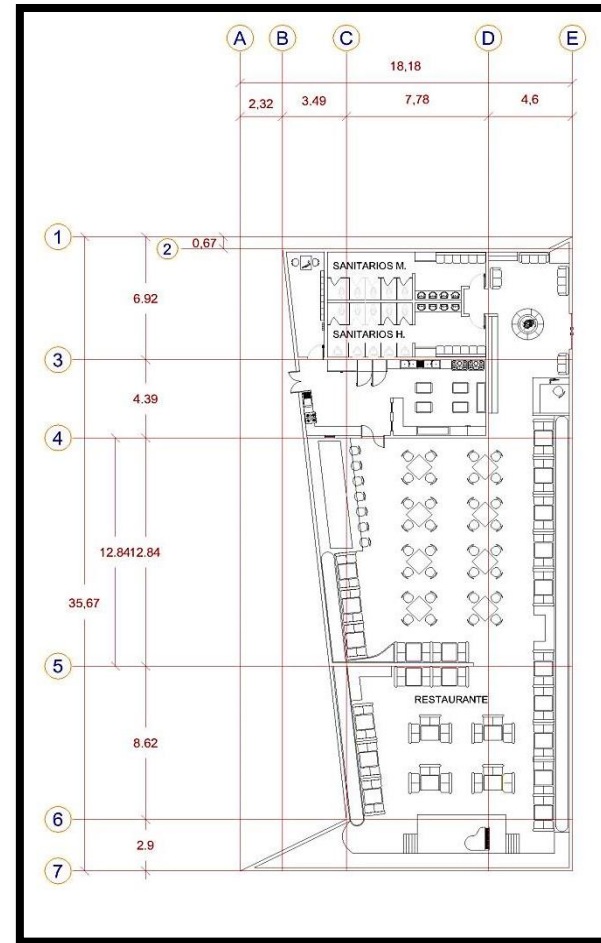 A B C D E
18,18
2,32 3.49 7,78 4,6
1
2 0,67
SANITARIOS M.
6.92
SANITARIOS H.
3
4.39
4
12.84 12.84
35,67
5
RESTAURANTE
8.62
6
2.9
7